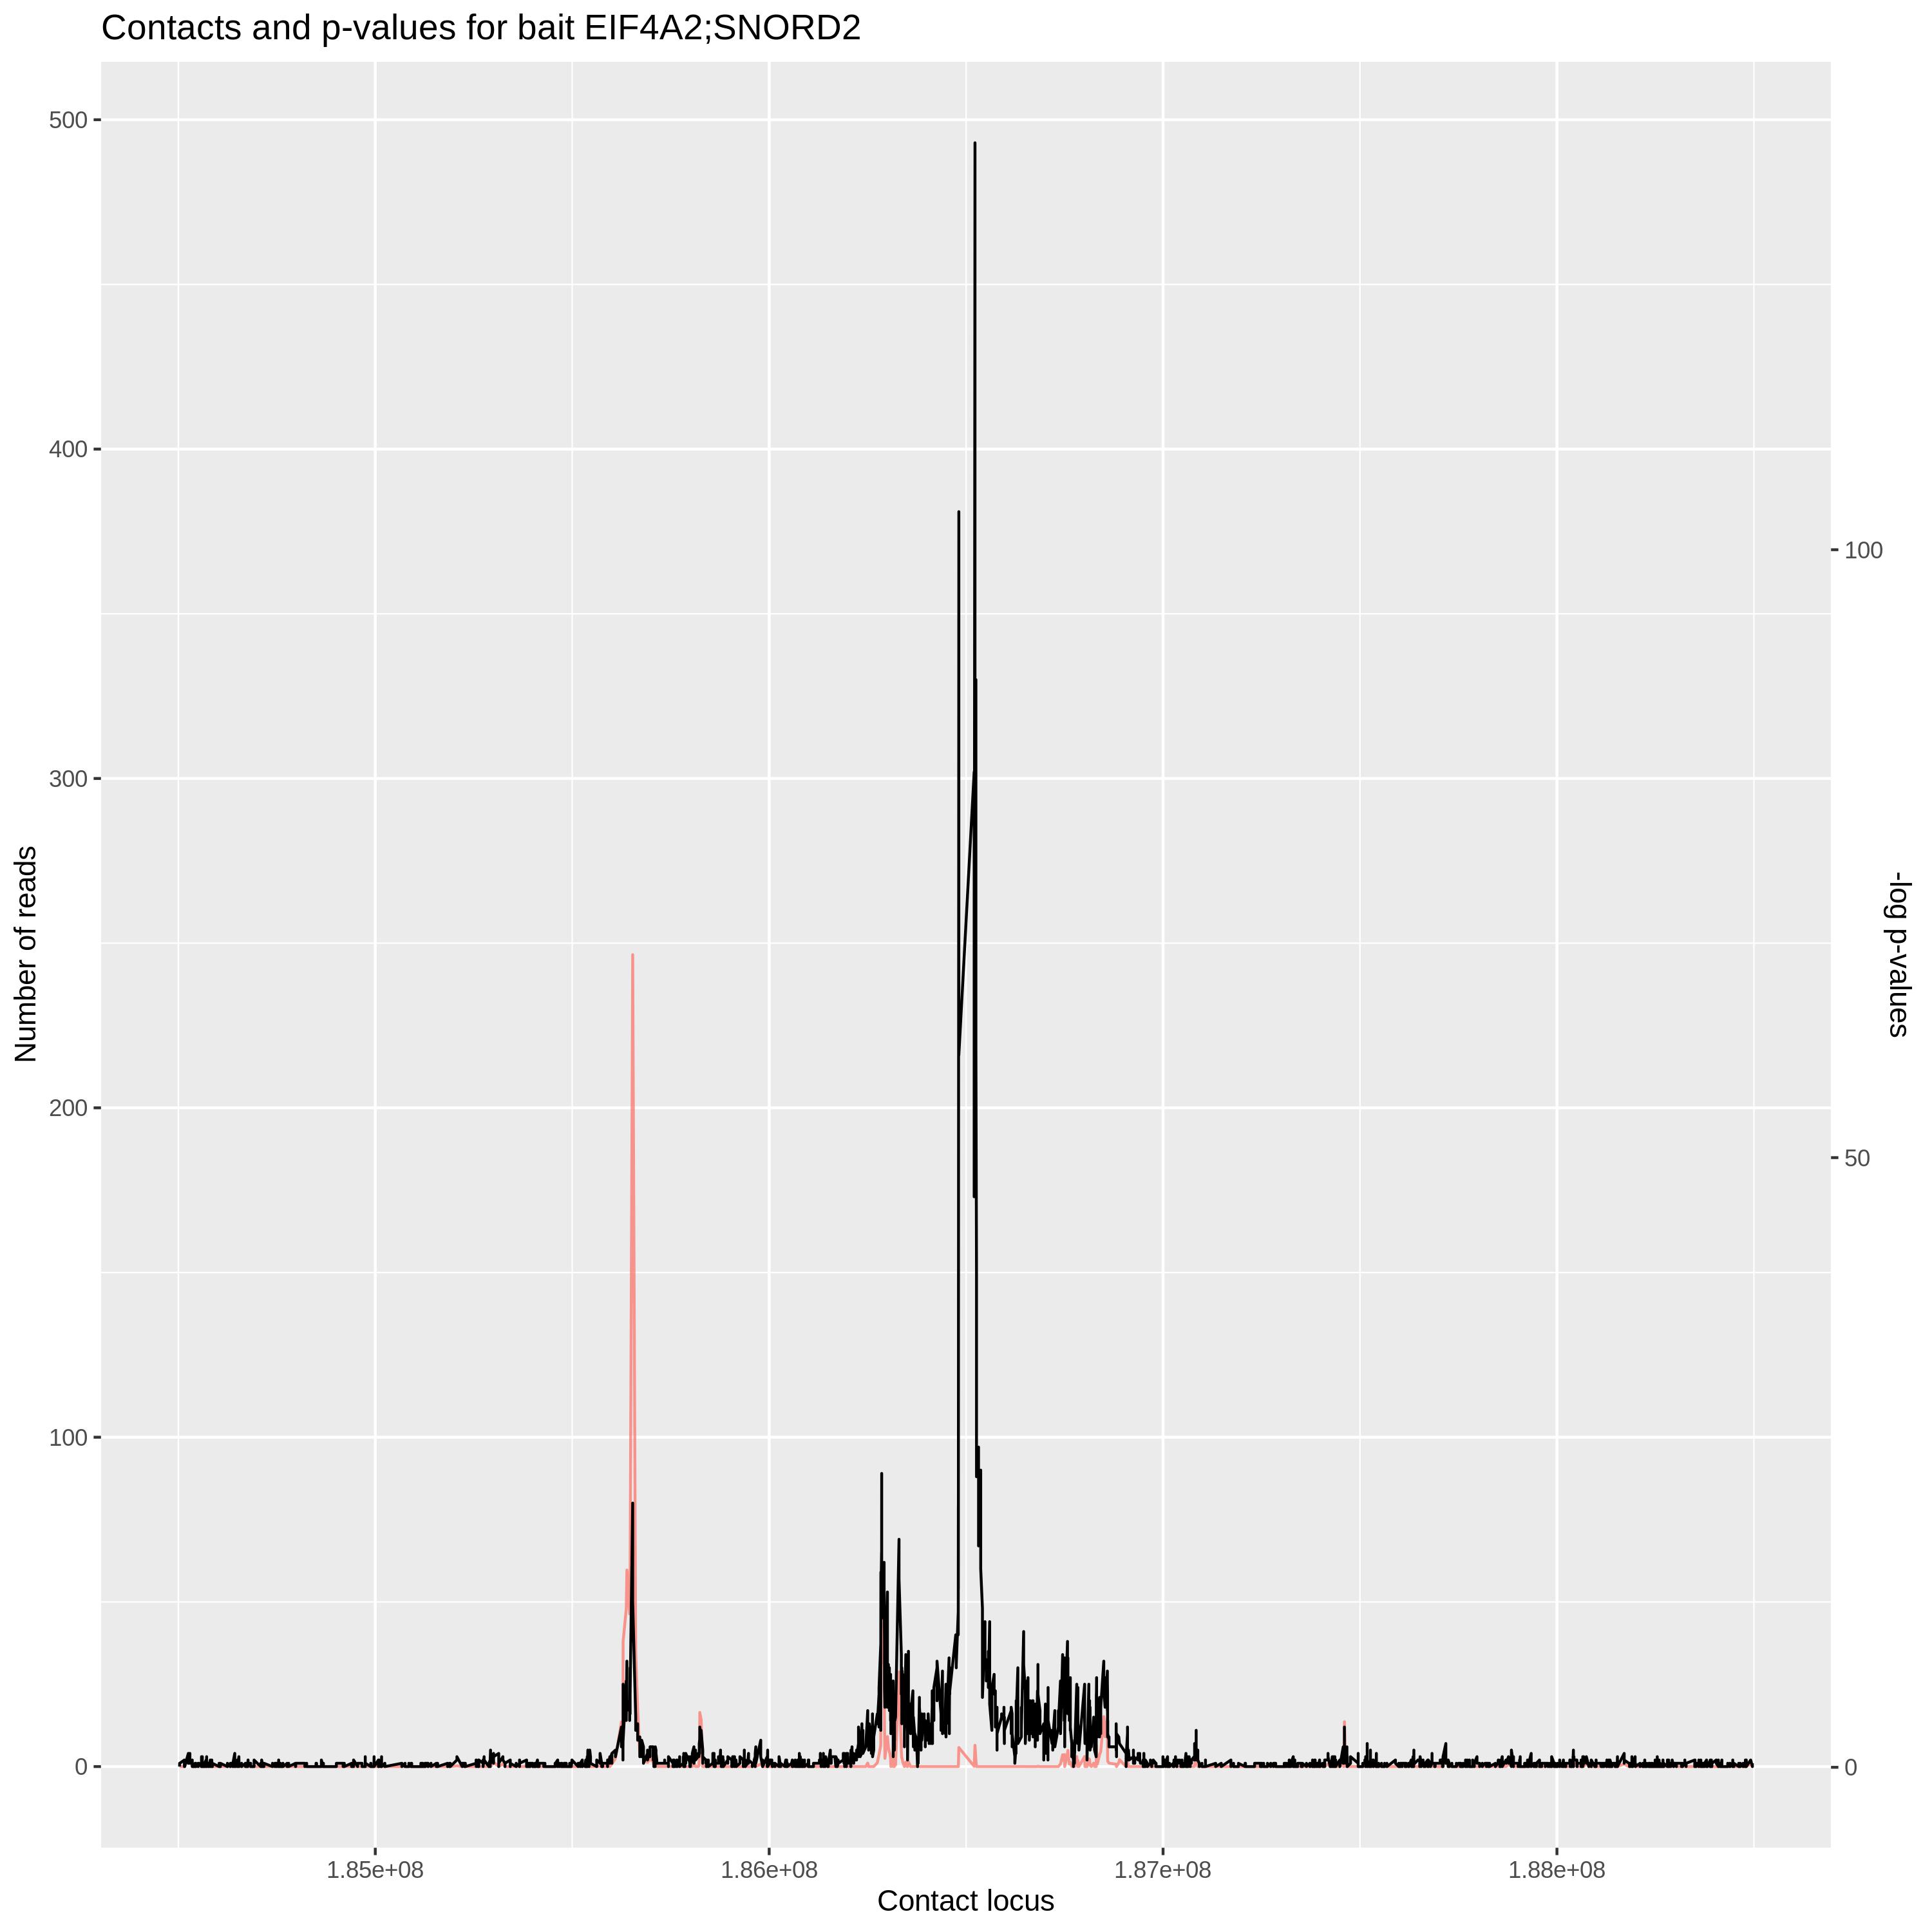 Contacts and p-values for bait EIF4A2;SNORD2
500
400
300
200
100
0
Number of reads
100
50
0
-log p-values
1.85e+08
1.86e+08
1.87e+08
1.88e+08
Contact locus